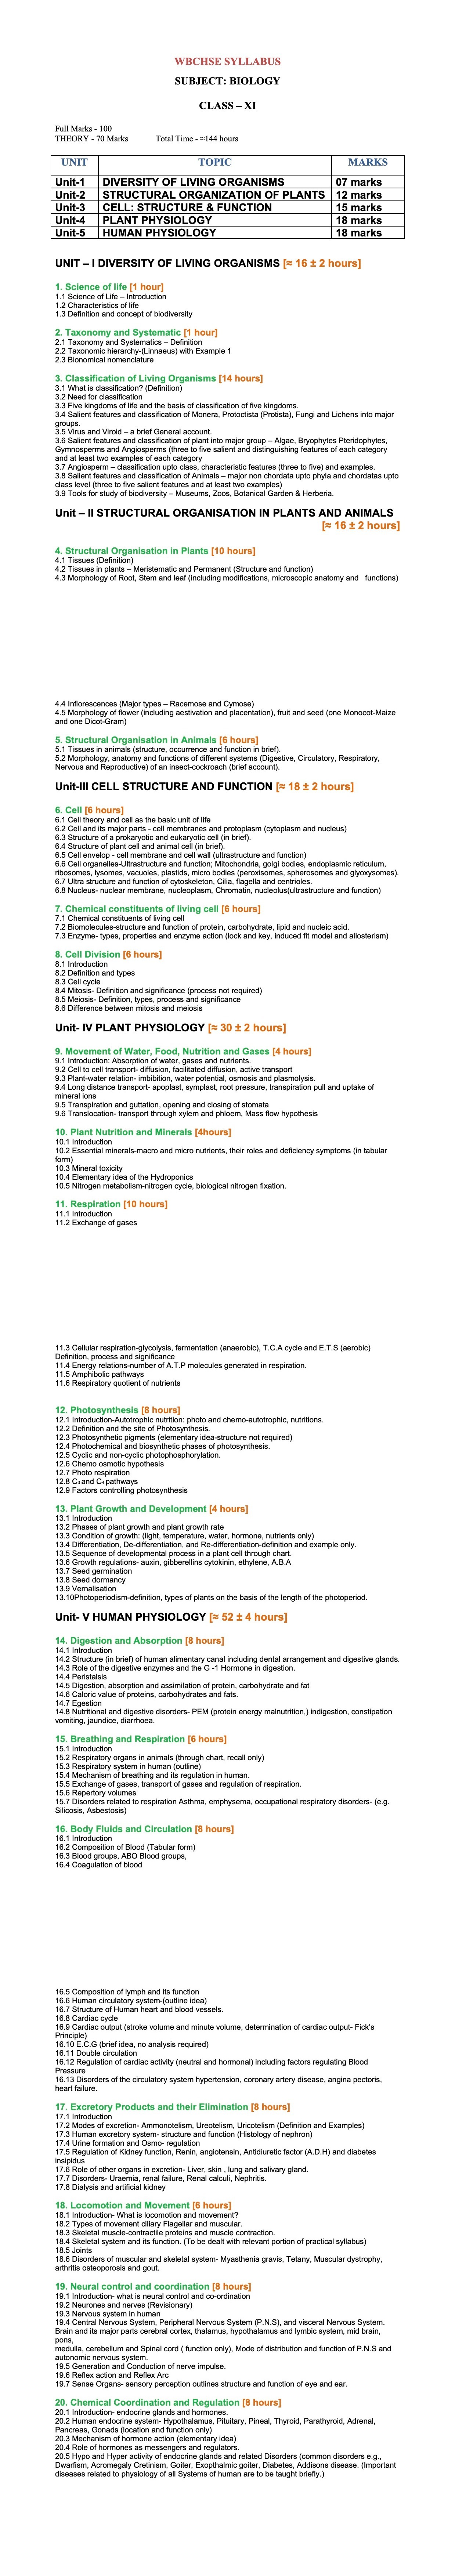 WBCHSE SYLLABUS
SUBJECT: BIOLOGY
CLASS – XI
Full Marks - 100
THEORY - 70 Marks Total Time - ≈144 hours
UNIT TOPIC MARKS
Unit-1 DIVERSITY OF LIVING ORGANISMS 07 marks
Unit-2 STRUCTURAL ORGANIZATION OF PLANTS 12 marks
Unit-3 CELL: STRUCTURE & FUNCTION 15 marks
Unit-4 PLANT PHYSIOLOGY 18 marks
Unit-5 HUMAN PHYSIOLOGY 18 marks
UNIT – I DIVERSITY OF LIVING ORGANISMS [≈ 16 ± 2 hours]
1. Science of life [1 hour]
1.1 Science of Life – Introduction
1.2 Characteristics of life
1.3 Definition and concept of biodiversity
2. Taxonomy and Systematic [1 hour]
2.1 Taxonomy and Systematics – Definition
2.2 Taxonomic hierarchy-(Linnaeus) with Example 1
2.3 Bionomical nomenclature
3. Classification of Living Organisms [14 hours]
3.1 What is classification? (Definition)
3.2 Need for classification
3.3 Five kingdoms of life and the basis of classification of five kingdoms.
3.4 Salient features and classification of Monera, Protoctista (Protista), Fungi and Lichens into major
groups.
3.5 Virus and Viroid – a brief General account.
3.6 Salient features and classification of plant into major group – Algae, Bryophytes Pteridophytes,
Gymnosperms and Angiosperms (three to five salient and distinguishing features of each category
and at least two examples of each category
3.7 Angiosperm – classification upto class, characteristic features (three to five) and examples.
3.8 Salient features and classification of Animals – major non chordata upto phyla and chordatas upto
class level (three to five salient features and at least two examples)
3.9 Tools for study of biodiversity – Museums, Zoos, Botanical Garden & Herberia.
Unit – II STRUCTURAL ORGANISATION IN PLANTS AND ANIMALS
[≈ 16 ± 2 hours]
4. Structural Organisation in Plants [10 hours]
4.1 Tissues (Definition)
4.2 Tissues in plants – Meristematic and Permanent (Structure and function)
4.3 Morphology of Root, Stem and leaf (including modifications, microscopic anatomy and functions)
4.4 Inflorescences (Major types – Racemose and Cymose)
4.5 Morphology of flower (including aestivation and placentation), fruit and seed (one Monocot-Maize
and one Dicot-Gram)
5. Structural Organisation in Animals [6 hours]
5.1 Tissues in animals (structure, occurrence and function in brief).
5.2 Morphology, anatomy and functions of different systems (Digestive, Circulatory, Respiratory,
Nervous and Reproductive) of an insect-cockroach (brief account).
Unit-III CELL STRUCTURE AND FUNCTION [≈ 18 ± 2 hours]
6. Cell [6 hours]
6.1 Cell theory and cell as the basic unit of life
6.2 Cell and its major parts - cell membranes and protoplasm (cytoplasm and nucleus)
6.3 Structure of a prokaryotic and eukaryotic cell (in brief).
6.4 Structure of plant cell and animal cell (in brief).
6.5 Cell envelop - cell membrane and cell wall (ultrastructure and function)
6.6 Cell organelles-Ultrastructure and function; Mitochondria, golgi bodies, endoplasmic reticulum,
ribosomes, lysomes, vacuoles, plastids, micro bodies (peroxisomes, spherosomes and glyoxysomes).
6.7 Ultra structure and function of cytoskeleton, Cilia, flagella and centrioles.
6.8 Nucleus- nuclear membrane, nucleoplasm, Chromatin, nucleolus(ultrastructure and function)
7. Chemical constituents of living cell [6 hours]
7.1 Chemical constituents of living cell
7.2 Biomolecules-structure and function of protein, carbohydrate, lipid and nucleic acid.
7.3 Enzyme- types, properties and enzyme action (lock and key, induced fit model and allosterism)
8. Cell Division [6 hours]
8.1 Introduction
8.2 Definition and types
8.3 Cell cycle
8.4 Mitosis- Definition and significance (process not required)
8.5 Meiosis- Definition, types, process and significance
8.6 Difference between mitosis and meiosis
Unit- IV PLANT PHYSIOLOGY [≈ 30 ± 2 hours]
9. Movement of Water, Food, Nutrition and Gases [4 hours]
9.1 Introduction: Absorption of water, gases and nutrients.
9.2 Cell to cell transport- diffusion, facilitated diffusion, active transport
9.3 Plant-water relation- imbibition, water potential, osmosis and plasmolysis.
9.4 Long distance transport- apoplast, symplast, root pressure, transpiration pull and uptake of
mineral ions
9.5 Transpiration and guttation, opening and closing of stomata
9.6 Translocation- transport through xylem and phloem, Mass flow hypothesis
10. Plant Nutrition and Minerals [4hours]
10.1 Introduction
10.2 Essential minerals-macro and micro nutrients, their roles and deficiency symptoms (in tabular
form)
10.3 Mineral toxicity
10.4 Elementary idea of the Hydroponics
10.5 Nitrogen metabolism-nitrogen cycle, biological nitrogen fixation.
11. Respiration [10 hours]
11.1 Introduction
11.2 Exchange of gases
11.3 Cellular respiration-glycolysis, fermentation (anaerobic), T.C.A cycle and E.T.S (aerobic)
Definition, process and significance
11.4 Energy relations-number of A.T.P molecules generated in respiration.
11.5 Amphibolic pathways
11.6 Respiratory quotient of nutrients
12. Photosynthesis [8 hours]
12.1 Introduction-Autrotrophic nutrition: photo and chemo-autrotrophic, nutritions.
12.2 Definition and the site of Photosynthesis.
12.3 Photosynthetic pigments (elementary idea-structure not required)
12.4 Photochemical and biosynthetic phases of photosynthesis.
12.5 Cyclic and non-cyclic photophosphorylation.
12.6 Chemo osmotic hypothesis
12.7 Photo respiration
12.8 C3 and C4 pathways
12.9 Factors controlling photosynthesis
13. Plant Growth and Development [4 hours]
13.1 Introduction
13.2 Phases of plant growth and plant growth rate
13.3 Condition of growth: (light, temperature, water, hormone, nutrients only)
13.4 Differentiation, De-differentiation, and Re-differentiation-definition and example only.
13.5 Sequence of developmental process in a plant cell through chart.
13.6 Growth regulations- auxin, gibberellins cytokinin, ethylene, A.B.A
13.7 Seed germination
13.8 Seed dormancy
13.9 Vernalisation
13.10Photoperiodism-definition, types of plants on the basis of the length of the photoperiod.
Unit- V HUMAN PHYSIOLOGY [≈ 52 ± 4 hours]
14. Digestion and Absorption [8 hours]
14.1 Introduction
14.2 Structure (in brief) of human alimentary canal including dental arrangement and digestive glands.
14.3 Role of the digestive enzymes and the G -1 Hormone in digestion.
14.4 Peristalsis
14.5 Digestion, absorption and assimilation of protein, carbohydrate and fat
14.6 Caloric value of proteins, carbohydrates and fats.
14.7 Egestion
14.8 Nutritional and digestive disorders- PEM (protein energy malnutrition,) indigestion, constipation
vomiting, jaundice, diarrhoea.
15. Breathing and Respiration [6 hours]
15.1 Introduction
15.2 Respiratory organs in animals (through chart, recall only)
15.3 Respiratory system in human (outline)
15.4 Mechanism of breathing and its regulation in human.
15.5 Exchange of gases, transport of gases and regulation of respiration.
15.6 Repertory volumes
15.7 Disorders related to respiration Asthma, emphysema, occupational respiratory disorders- (e.g.
Silicosis, Asbestosis)
16. Body Fluids and Circulation [8 hours]
16.1 Introduction
16.2 Composition of Blood (Tabular form)
16.3 Blood groups, ABO Blood groups,
16.4 Coagulation of blood
16.5 Composition of lymph and its function
16.6 Human circulatory system-(outline idea)
16.7 Structure of Human heart and blood vessels.
16.8 Cardiac cycle
16.9 Cardiac output (stroke volume and minute volume, determination of cardiac output- Fick's
Principle)
16.10 E.C.G (brief idea, no analysis required)
16.11 Double circulation
16.12 Regulation of cardiac activity (neutral and hormonal) including factors regulating Blood
Pressure
16.13 Disorders of the circulatory system hypertension, coronary artery disease, angina pectoris,
heart failure.
17. Excretory Products and their Elimination [8 hours]
17.1 Introduction
17.2 Modes of excretion- Ammonotelism, Ureotelism, Uricotelism (Definition and Examples)
17.3 Human excretory system- structure and function (Histology of nephron)
17.4 Urine formation and Osmo- regulation
17.5 Regulation of Kidney function, Renin, angiotensin, Antidiuretic factor (A.D.H) and diabetes
insipidus
17.6 Role of other organs in excretion- Liver, skin , lung and salivary gland.
17.7 Disorders- Uraemia, renal failure, Renal calculi, Nephritis.
17.8 Dialysis and artificial kidney
18. Locomotion and Movement [6 hours]
18.1 Introduction- What is locomotion and movement?
18.2 Types of movement ciliary Flagellar and muscular.
18.3 Skeletal muscle-contractile proteins and muscle contraction.
18.4 Skeletal system and its function. (To be dealt with relevant portion of practical syllabus)
18.5 Joints
18.6 Disorders of muscular and skeletal system- Myasthenia gravis, Tetany, Muscular dystrophy,
arthritis osteoporosis and gout.
19. Neural control and coordination [8 hours]
19.1 Introduction- what is neural control and co-ordination
19.2 Neurones and nerves (Revisionary)
19.3 Nervous system in human
19.4 Central Nervous System, Peripheral Nervous System (P.N.S), and visceral Nervous System.
Brain and its major parts cerebral cortex, thalamus, hypothalamus and lymbic system, mid brain,
pons,
medulla, cerebellum and Spinal cord ( function only), Mode of distribution and function of P.N.S and
autonomic nervous system.
19.5 Generation and Conduction of nerve impulse.
19.6 Reflex action and Reflex Arc
19.7 Sense Organs- sensory perception outlines structure and function of eye and ear.
20. Chemical Coordination and Regulation [8 hours]
20.1 Introduction- endocrine glands and hormones.
20.2 Human endocrine system- Hypothalamus, Pituitary, Pineal, Thyroid, Parathyroid, Adrenal,
Pancreas, Gonads (location and function only)
20.3 Mechanism of hormone action (elementary idea)
20.4 Role of hormones as messengers and regulators.
20.5 Hypo and Hyper activity of endocrine glands and related Disorders (common disorders e.g.,
Dwarfism, Acromegaly Cretinism, Goiter, Exopthalmic goiter, Diabetes, Addisons disease. (Important
diseases related to physiology of all Systems of human are to be taught briefly.)